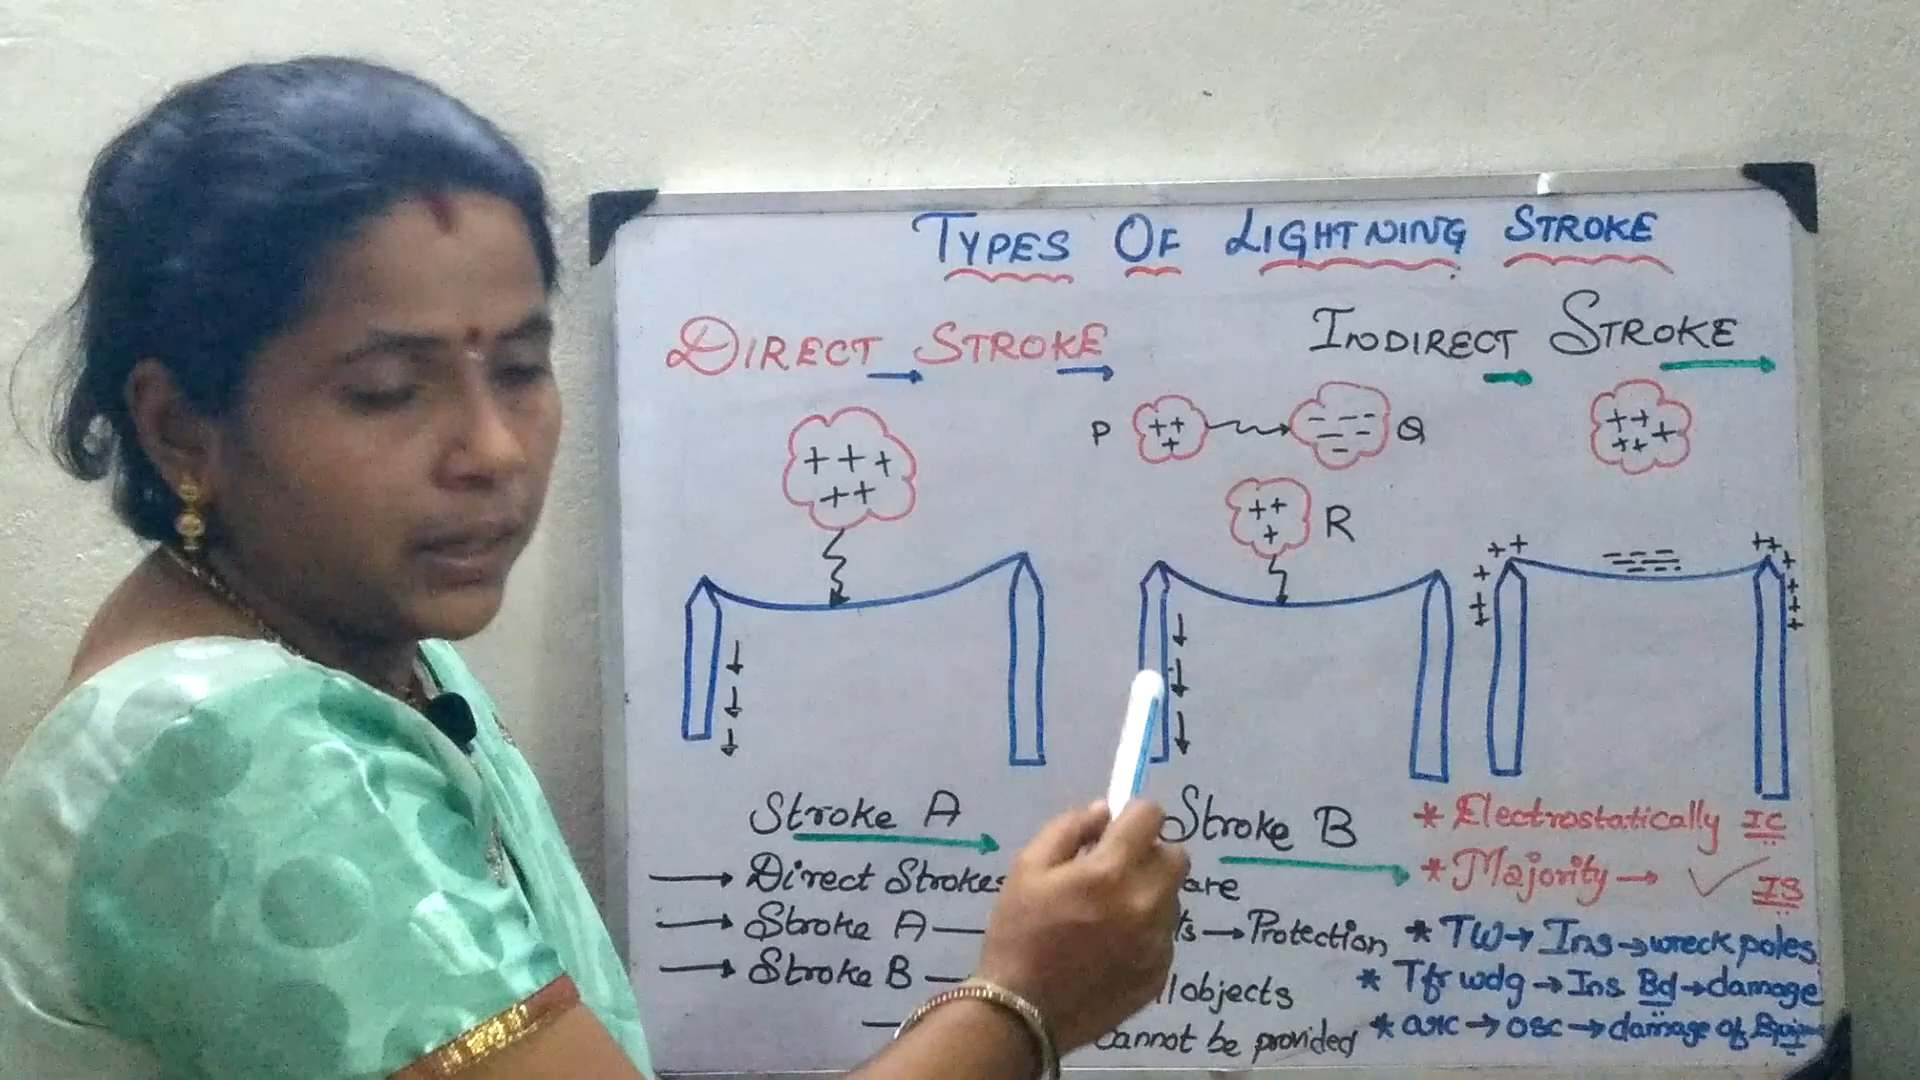 TYPES OF LIGHTNING STROKE
DIRECT STROKE
INDIRECT STROKE
+ + +
+ +
P
+ +
+
- - - -
- -
Q
+ +
+
R
+ + +
+ +
Stroke A
Stroke B
→ Direct Strokes are
→ Stroke A — → Protection
→ Stroke B — objects
cannot be provided
* Electrostatically IC
* Majority → ✓ IS
* TW → Ins → wreck poles
* Tfr wdg → Ins Bd → damage
* arc → osc → damage of